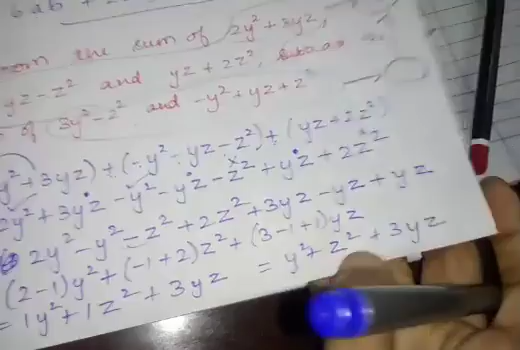 6ab +
from the sum of 2y² + 3yz,
yz - z² and yz + 2z²,
of 3y² - z² and -y² + yz + z²
y² + 3yz) + (-y² - yz - z²) + (yz + 2z²)
2y² + 3yz - y² - yz - z² + yz + 2z²
2y² - y² - z² + 2z² + 3yz - yz + yz
(2-1)y² + (-1+2)z² + (3-1+1)yz
= 1y² + 1z² + 3yz = y² + z² + 3yz